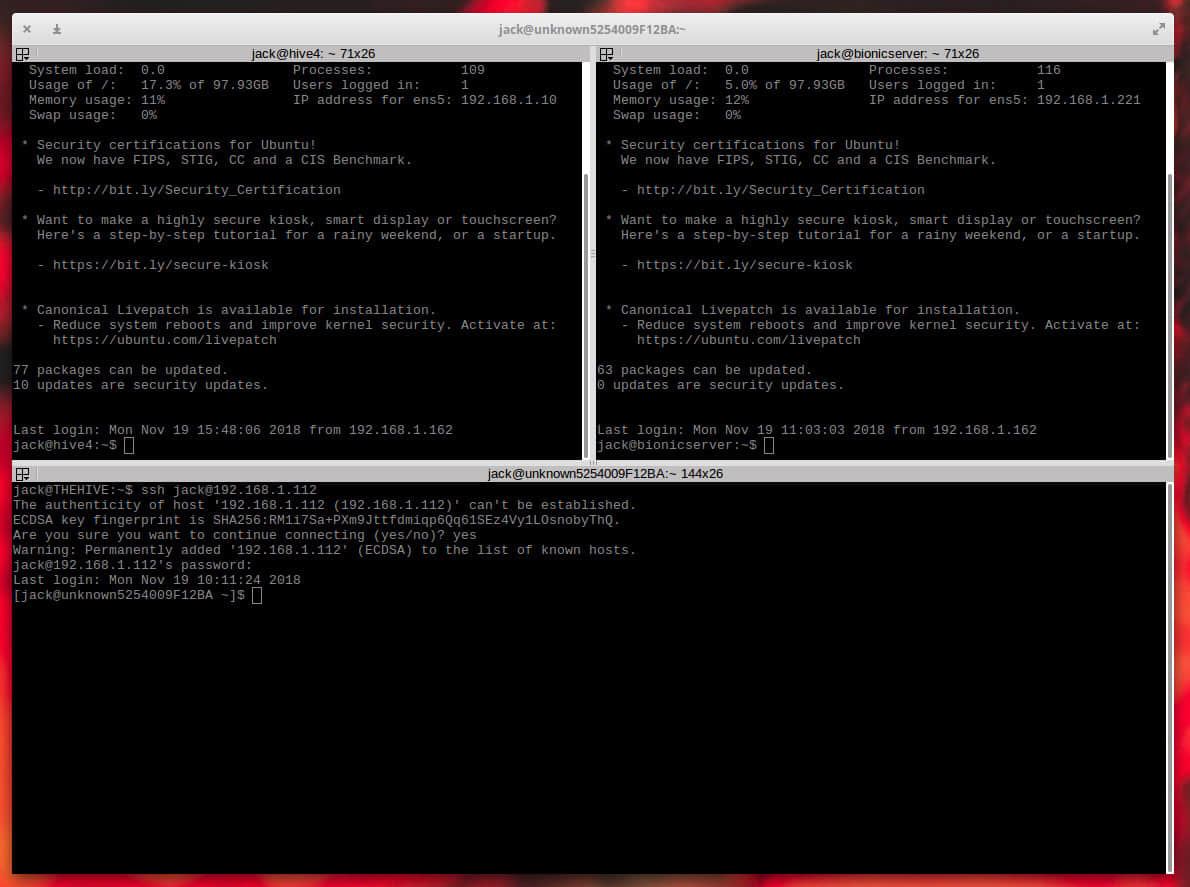 jack@unknown5254009F12BA:~
jack@hive4: ~ 71x26
System load:  0.0                Processes:           109
Usage of /:   17.3% of 97.93GB   Users logged in:     1
Memory usage: 11%                IP address for ens5: 192.168.1.10
Swap usage:   0%
* Security certifications for Ubuntu!
We now have FIPS, STIG, CC and a CIS Benchmark.
- http://bit.ly/Security_Certification
* Want to make a highly secure kiosk, smart display or touchscreen?
Here's a step-by-step tutorial for a rainy weekend, or a startup.
- https://bit.ly/secure-kiosk
* Canonical Livepatch is available for installation.
- Reduce system reboots and improve kernel security. Activate at:
https://ubuntu.com/livepatch
77 packages can be updated.
10 updates are security updates.
Last login: Mon Nov 19 15:48:06 2018 from 192.168.1.162
jack@hive4:~$
jack@bionicserver: ~ 71x26
System load:  0.0                Processes:           116
Usage of /:   5.0% of 97.93GB   Users logged in:     1
Memory usage: 12%               IP address for ens5: 192.168.1.221
Swap usage:   0%
* Security certifications for Ubuntu!
We now have FIPS, STIG, CC and a CIS Benchmark.
- http://bit.ly/Security_Certification
* Want to make a highly secure kiosk, smart display or touchscreen?
Here's a step-by-step tutorial for a rainy weekend, or a startup.
- https://bit.ly/secure-kiosk
* Canonical Livepatch is available for installation.
- Reduce system reboots and improve kernel security. Activate at:
https://ubuntu.com/livepatch
63 packages can be updated.
0 updates are security updates.
Last login: Mon Nov 19 11:03:03 2018 from 192.168.1.162
jack@bionicserver:~$
jack@unknown5254009F12BA:~ 144x26
jack@THEHIVE:~$ ssh jack@192.168.1.112
The authenticity of host '192.168.1.112 (192.168.1.112)' can't be established.
ECDSA key fingerprint is SHA256:RM1i7Sa+PXm9Jttfdmiqp6Qq61SEz4Vy1LOsnobyThQ.
Are you sure you want to continue connecting (yes/no)? yes
Warning: Permanently added '192.168.1.112' (ECDSA) to the list of known hosts.
jack@192.168.1.112's password:
Last login: Mon Nov 19 10:11:24 2018
[jack@unknown5254009F12BA ~]$